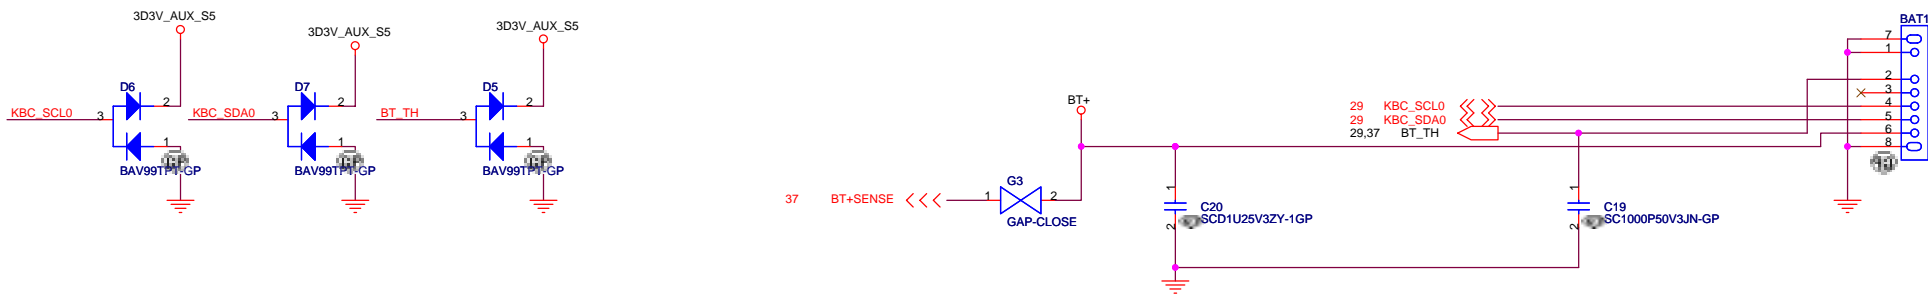 3D3V_AUX_S5
3D3V_AUX_S5
3D3V_AUX_S5
D6
2
KBC_SCL0
3
1
BAV99TPT-GP
D7
2
KBC_SDA0
3
1
BAV99TPT-GP
D5
2
BT_TH
3
1
BAV99TPT-GP
BT+
37 BT+SENSE
1
G3
2
GAP-CLOSE
1
C20
SCD1U25V3ZY-1GP
2
29 KBC_SCL0
29 KBC_SDA0
29,37 BT_TH
1
C19
SC1000P50V3JN-GP
2
BAT1
7
1
2
3
4
5
6
8